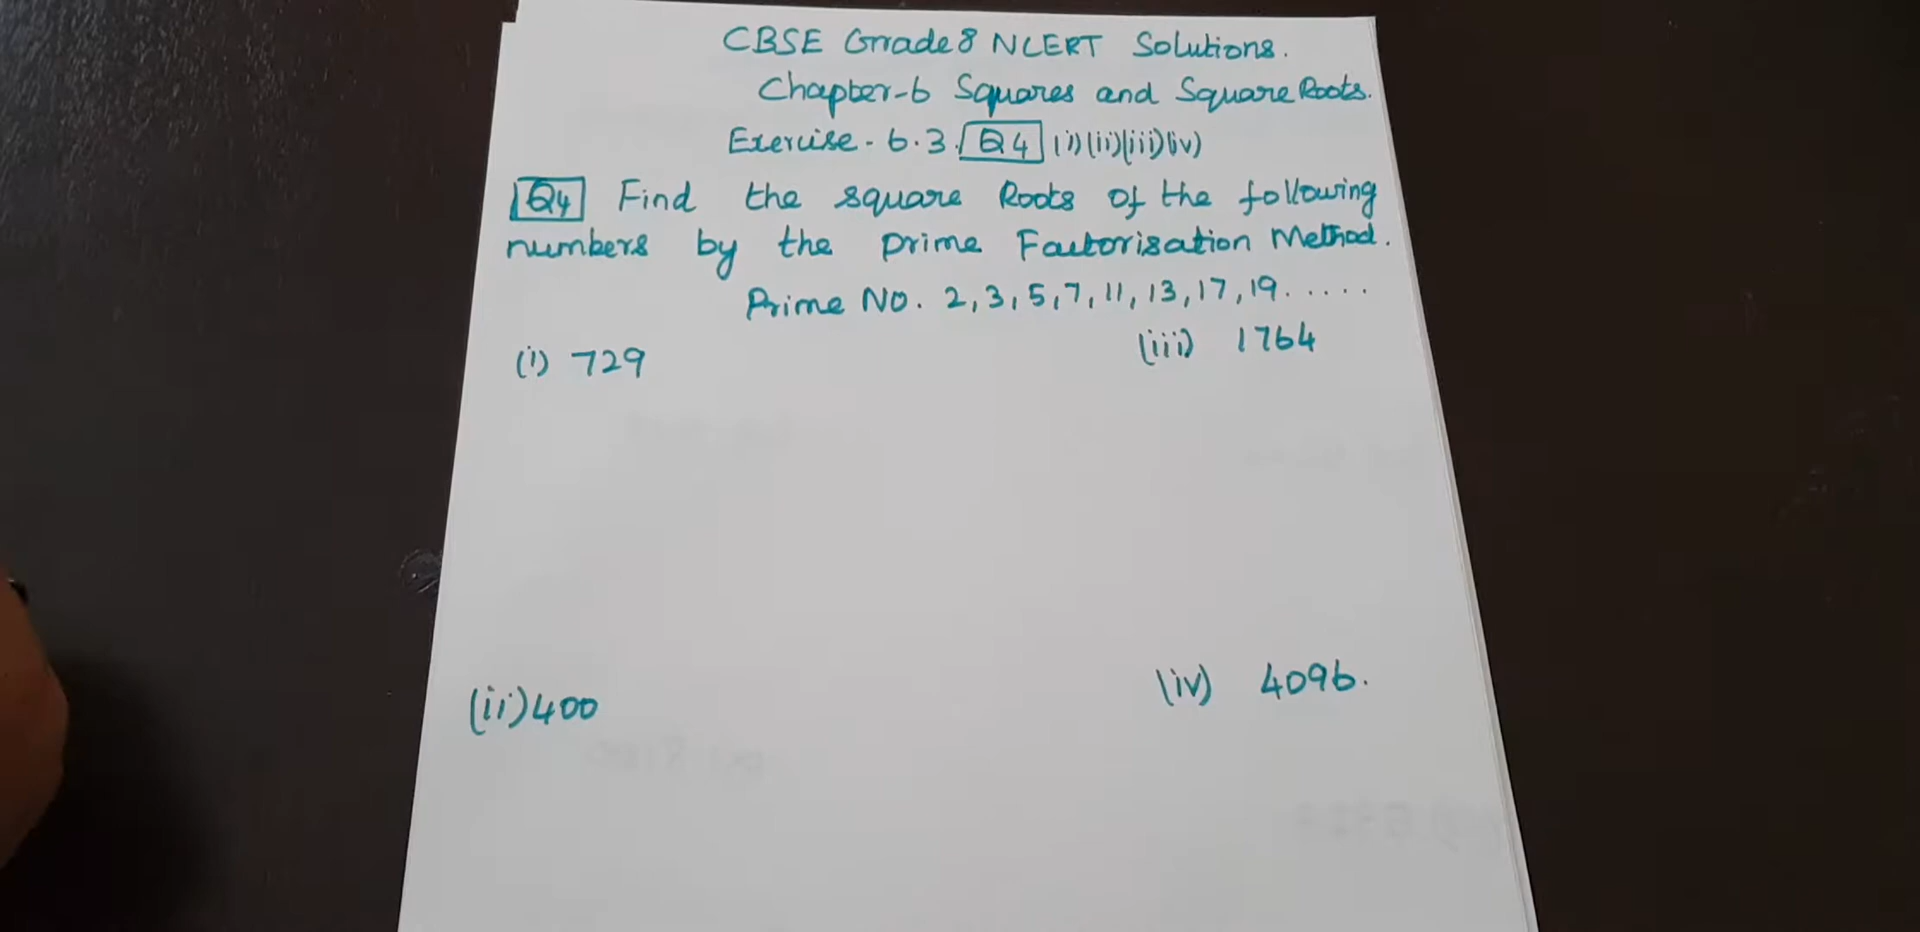 CBSE Grade 8 NCERT Solutions.
Chapter-6 Squares and Square Roots.
Exercise - 6.3. Q4 (i)(ii)(iii)(iv)
Q4 Find the square Roots of the following
numbers by the prime Factorisation Method.
Prime No. 2, 3, 5, 7, 11, 13, 17, 19. ....
(i) 729
(iii) 1764
(ii) 400
(iv) 4096.